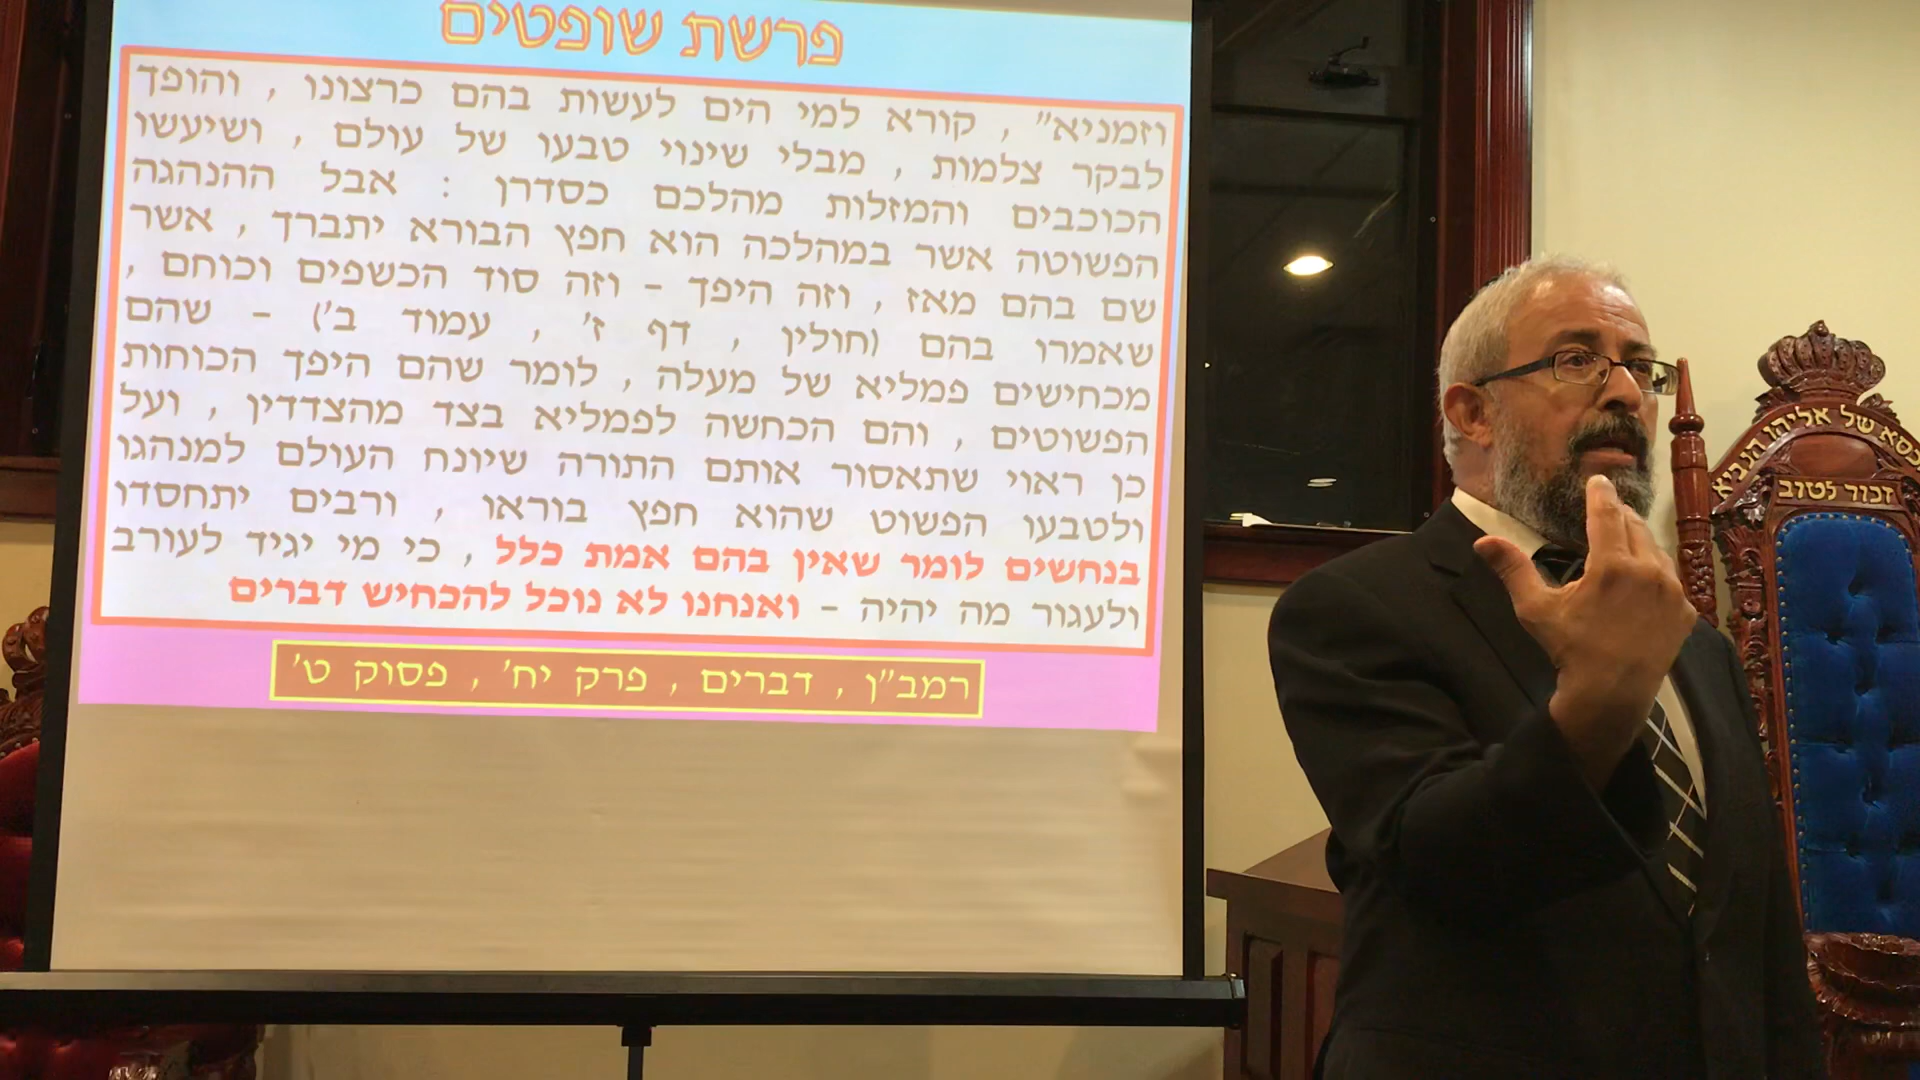 פרשת שופטים
וזמניא" , קורא למי הים לעשות בהם כרצונו , והופך
לבקר צלמות , מבלי שינוי טבעו של עולם , ושיעשו
הכוכבים והמזלות מהלכם כסדרן : אבל ההנהגה
הפשוטה אשר במהלכה הוא חפץ הבורא יתברך , אשר
שם בהם מאז , וזה היפך - וזה סוד הכשפים וכוחם ,
שאמרו בהם (חולין , דף ז' , עמוד ב') - שהם
מכחישים פמליא של מעלה , לומר שהם היפך הכוחות
הפשוטים , והם הכחשה לפמליא בצד מהצדדין , ועל
כן ראוי שתאסור אותם התורה שיונח העולם למנהגו
ולטבעו הפשוט שהוא חפץ בוראו , ורבים יתחסדו
בנחשים לומר שאין בהם אמת כלל , כי מי יגיד לעורב
ולעגור מה יהיה - ואנחנו לא נוכל להכחיש דברים
רמב"ן , דברים , פרק יח' , פסוק ט'
כסא של אליהו הנביא
זכור לטוב